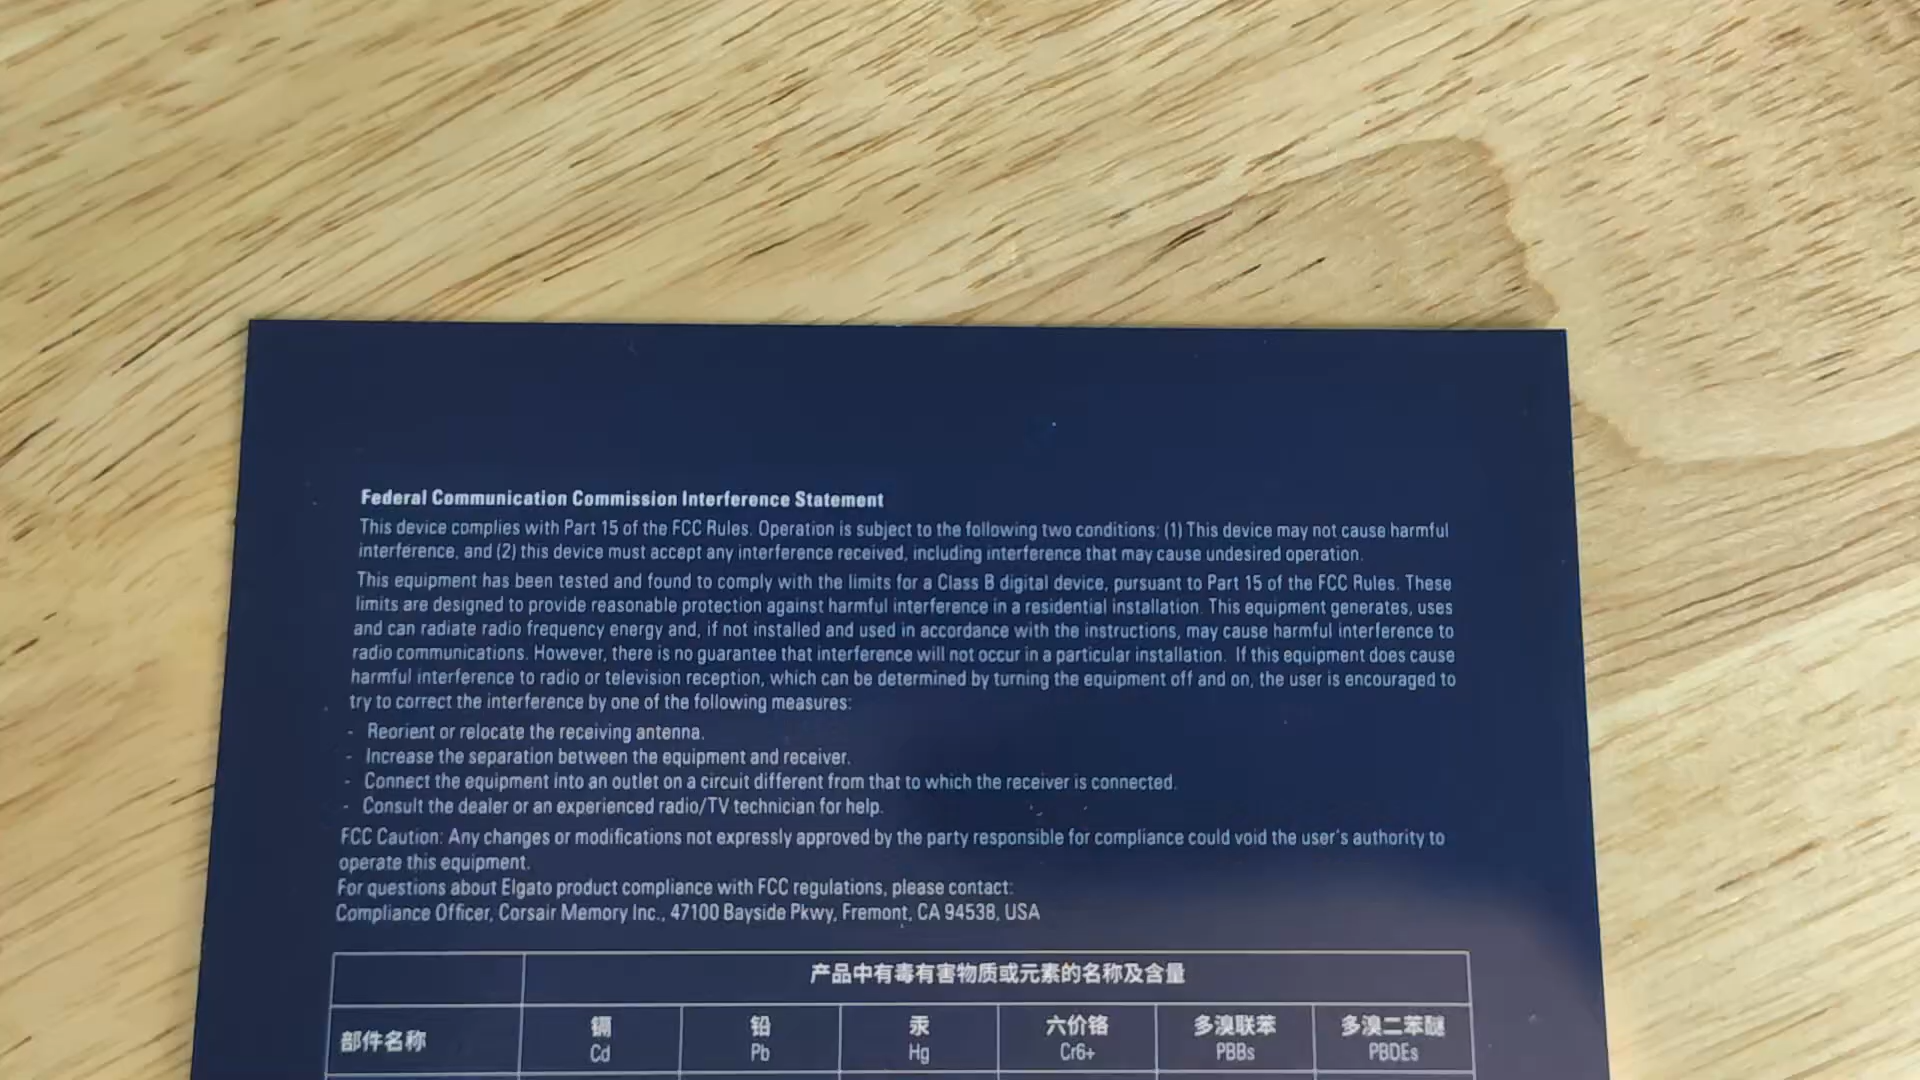 Federal Communication Commission Interference Statement
This device complies with Part 15 of the FCC Rules. Operation is subject to the following two conditions: (1) This device may not cause harmful
interference, and (2) this device must accept any interference received, including interference that may cause undesired operation.
This equipment has been tested and found to comply with the limits for a Class B digital device, pursuant to Part 15 of the FCC Rules. These
limits are designed to provide reasonable protection against harmful interference in a residential installation. This equipment generates, uses
and can radiate radio frequency energy and, if not installed and used in accordance with the instructions, may cause harmful interference to
radio communications. However, there is no guarantee that interference will not occur in a particular installation. If this equipment does cause
harmful interference to radio or television reception, which can be determined by turning the equipment off and on, the user is encouraged to
try to correct the interference by one of the following measures:
- Reorient or relocate the receiving antenna.
- Increase the separation between the equipment and receiver.
- Connect the equipment into an outlet on a circuit different from that to which the receiver is connected.
- Consult the dealer or an experienced radio/TV technician for help.
FCC Caution: Any changes or modifications not expressly approved by the party responsible for compliance could void the user's authority to
operate this equipment.
For questions about Elgato product compliance with FCC regulations, please contact:
Compliance Officer, Corsair Memory Inc., 47100 Bayside Pkwy, Fremont, CA 94538, USA
产品中有毒有害物质或元素的名称及含量
部件名称 镉 铅 汞 六价铬 多溴联苯 多溴二苯醚
Cd Pb Hg Cr6+ PBBs PBDEs